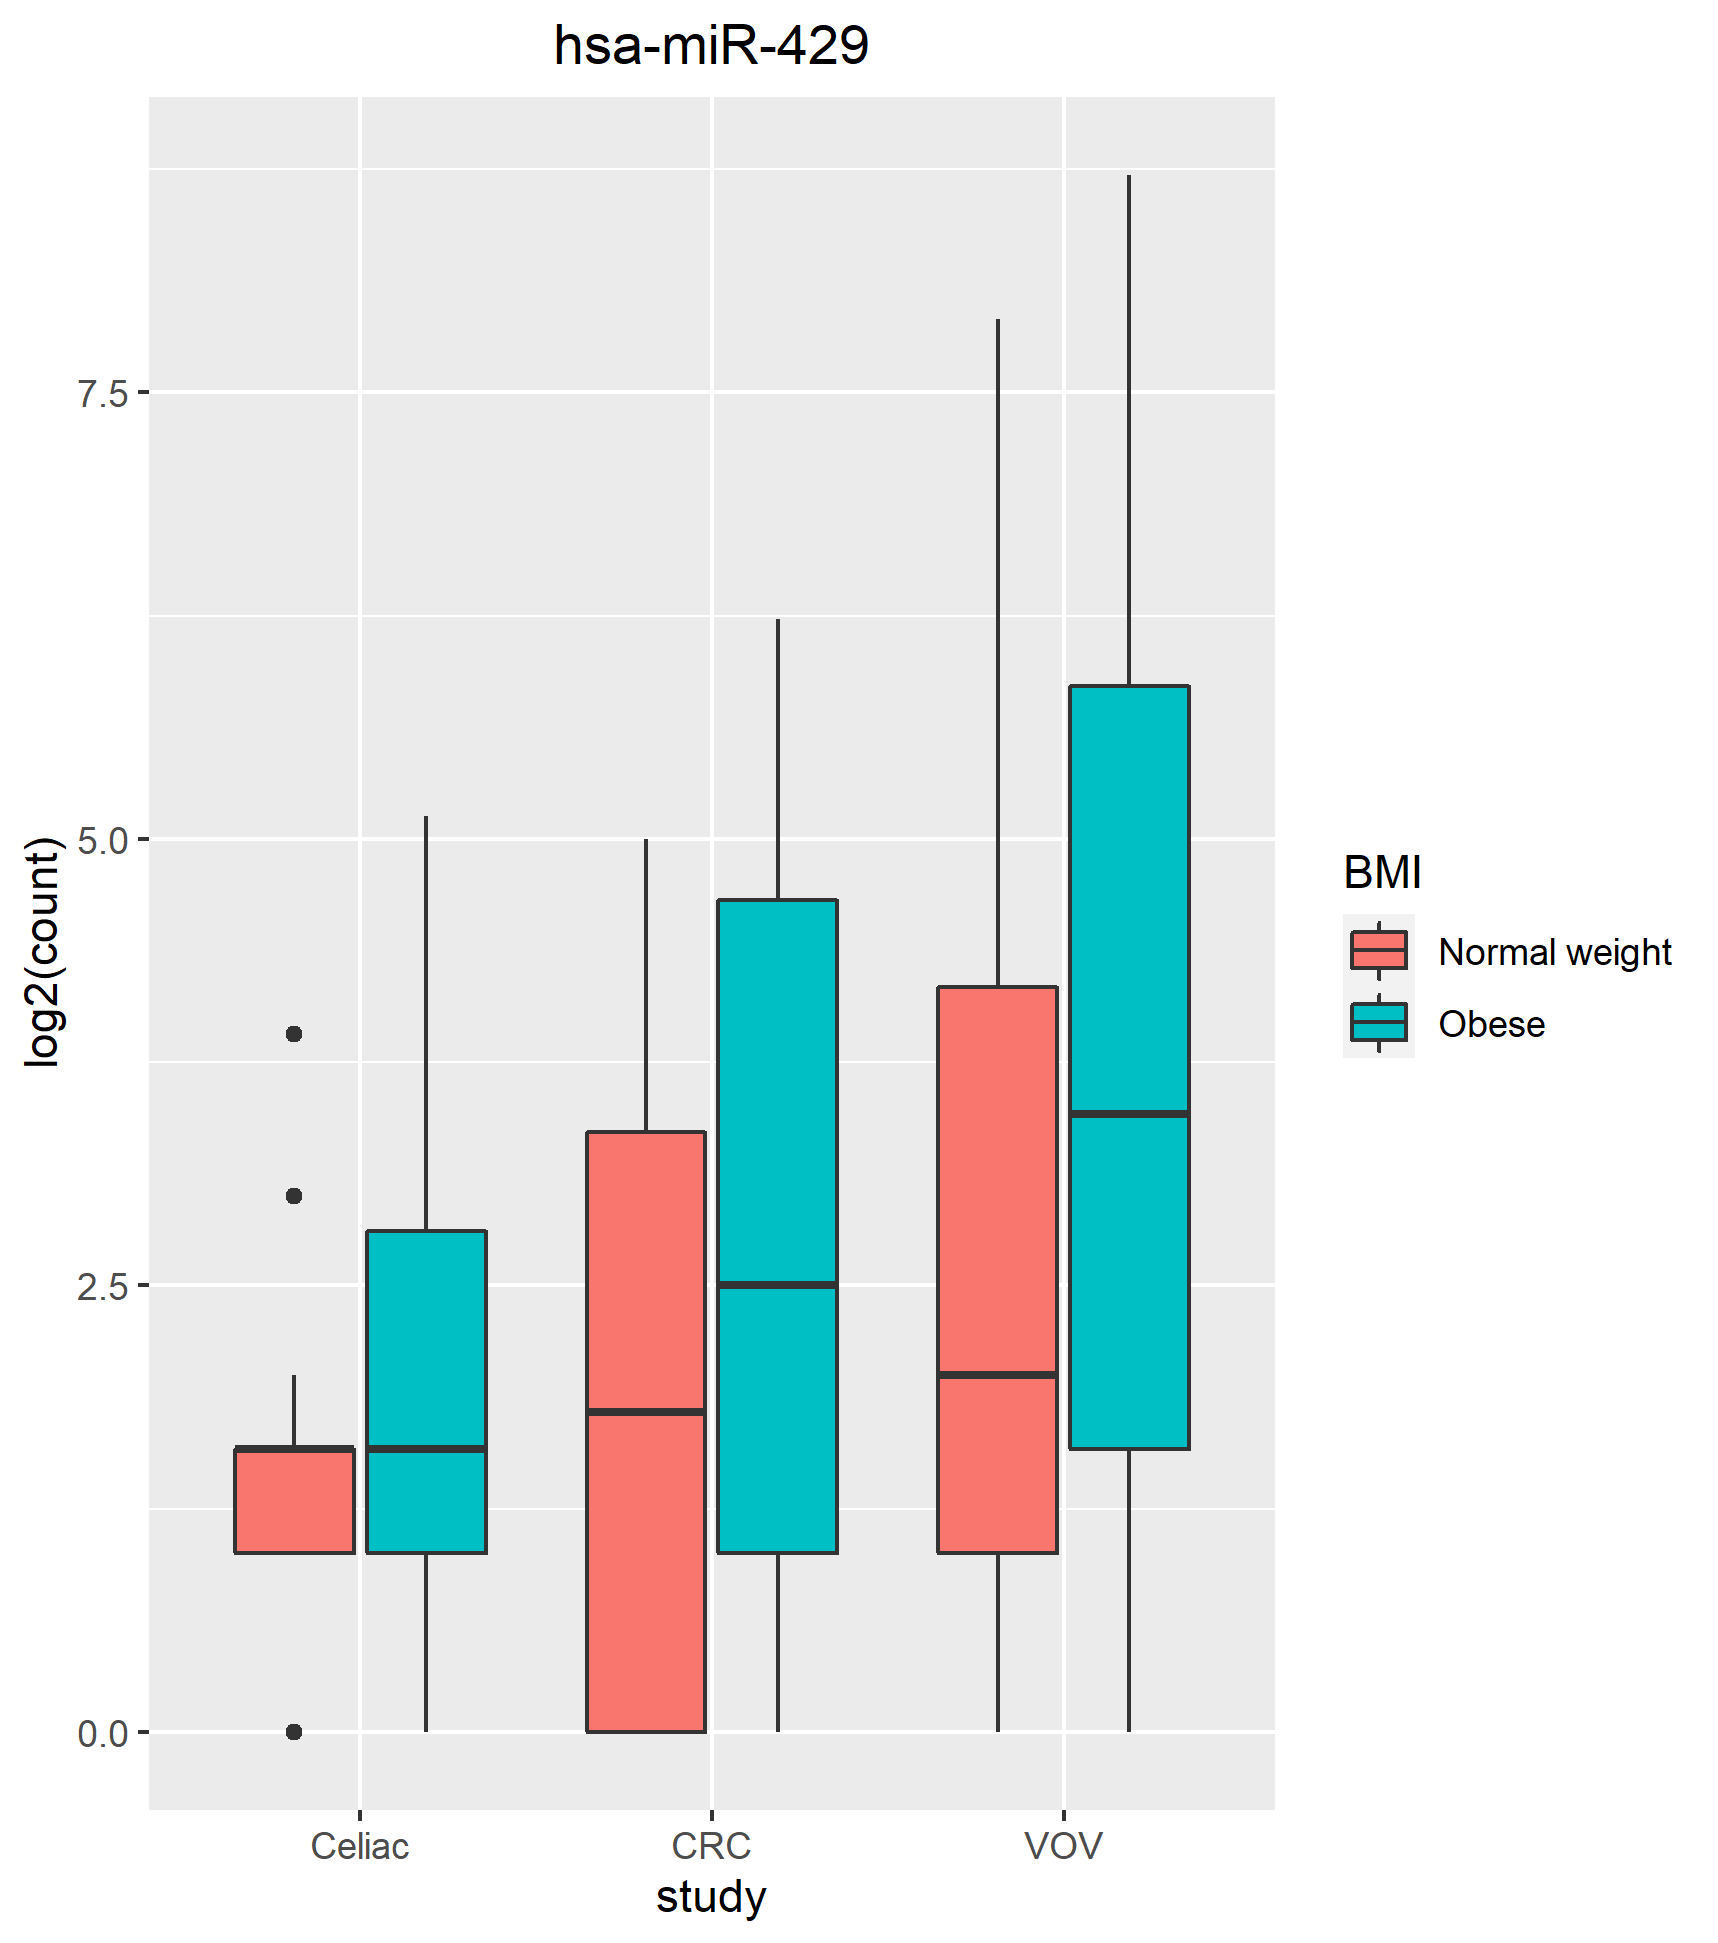 hsa-miR-429
log2(count)
7.5
5.0
2.5
0.0
Celiac CRC VOV
study
BMI
Normal weight
Obese